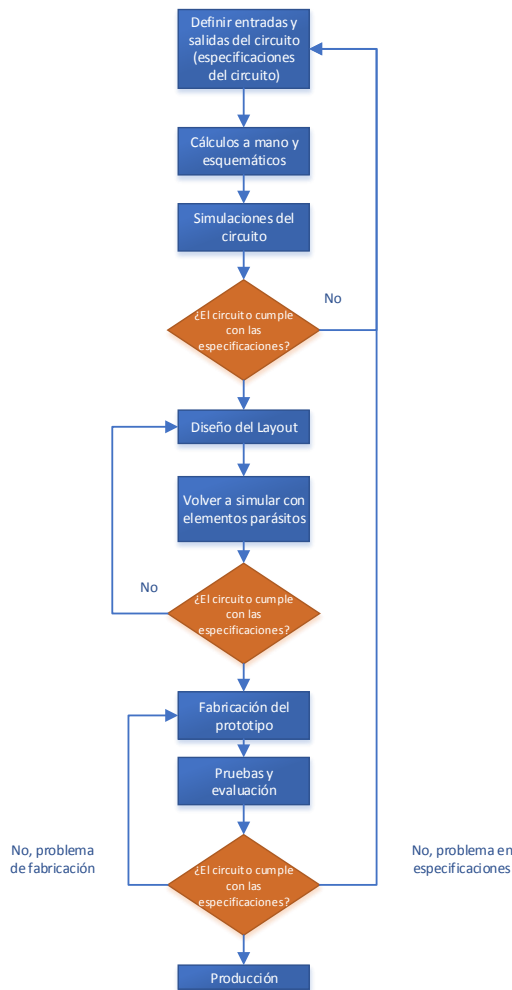 Definir entradas y
salidas del circuito
(especificaciones
del circuito)
Cálculos a mano y
esquemáticos
Simulaciones del
circuito
No
¿El circuito cumple
con las
especificaciones?
Diseño del Layout
Volver a simular con
elementos parásitos
No
¿El circuito cumple
con las
especificaciones?
Fabricación del
prototipo
Pruebas y
evaluación
No, problema
de fabricación
¿El circuito cumple
con las
especificaciones?
No, problema en
especificaciones
Producción